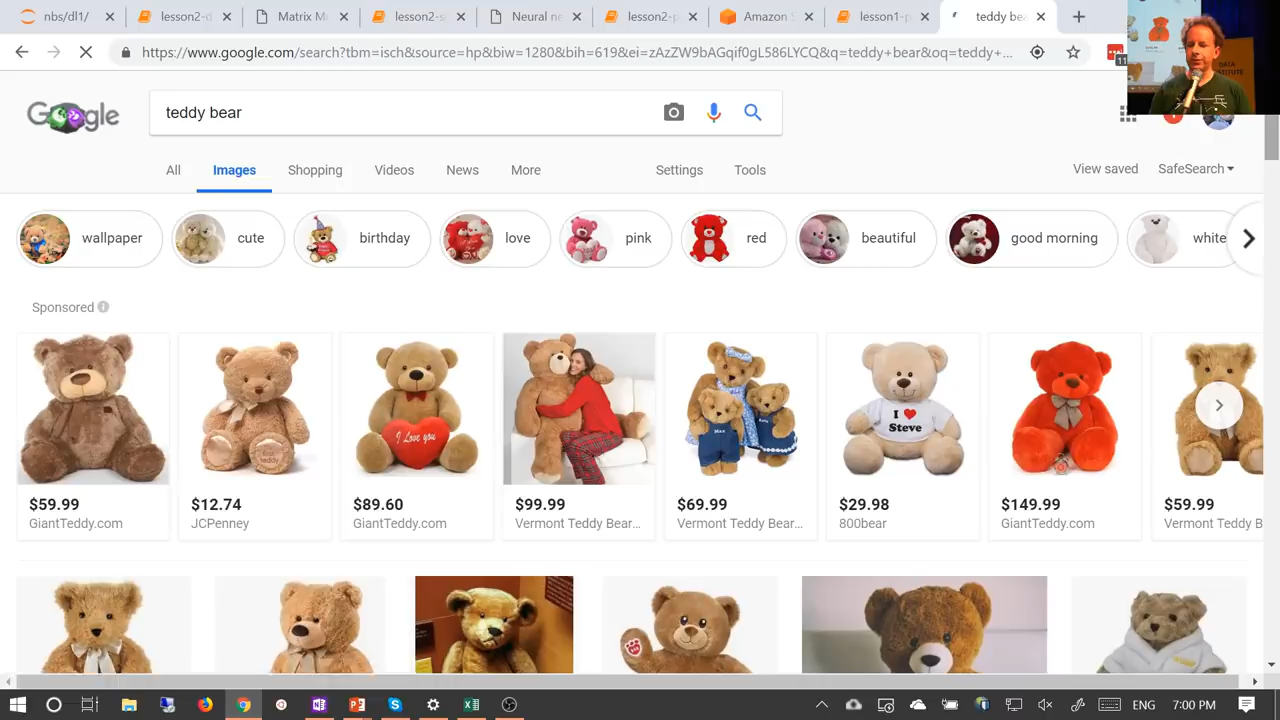 nbs/dl1/
lesson2-d
Matrix M
lesson2-s
Neural ne
lesson2-p
Amazon S
lesson1-p
teddy bea
https://www.google.com/search?tbm=isch&source=hp&biw=1280&bih=619&ei=zAzZW9bAGqif0gL586LYCQ&q=teddy+bear&oq=teddy+...
11
DATA
INSTITUTE
Google
teddy bear
All
Images
Shopping
Videos
News
More
Settings
Tools
View saved
SafeSearch
wallpaper
cute
birthday
love
pink
red
beautiful
good morning
white
Sponsored
I Love you
I ❤
Steve
$59.99
$12.74
$89.60
$99.99
$69.99
$29.98
$149.99
$59.99
GiantTeddy.com
JCPenney
GiantTeddy.com
Vermont Teddy Bear...
Vermont Teddy Bear...
800bear
GiantTeddy.com
Vermont Teddy B
ENG
7:00 PM